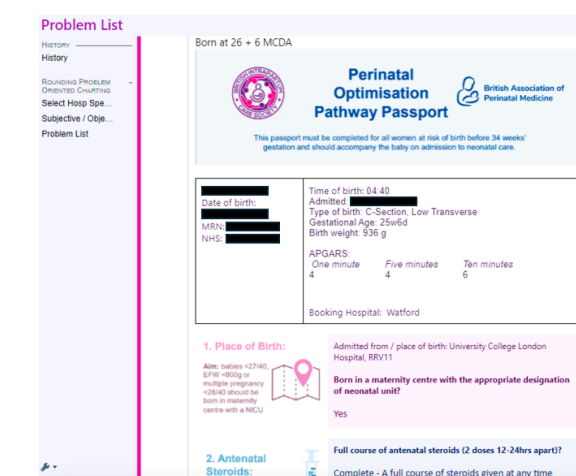 Problem List
HISTORY
History
ROUNDING PROBLEM
ORIENTED CHARTING
Select Hosp Spe...
Subjective / Obje...
Problem List
Born at 26 + 6 MCDA
BRITISH INTRAPARTUM
CARE SOCIETY
Perinatal
Optimisation
Pathway Passport
British Association of
Perinatal Medicine
This passport must be completed for all women at risk of birth before 34 weeks'
gestation and should accompany the baby on admission to neonatal care.
Date of birth:
MRN:
NHS:
Time of birth: 04:40
Admitted:
Type of birth: C-Section, Low Transverse
Gestational Age: 25w6d
Birth weight: 936 g
APGARS:
One minute Five minutes Ten minutes
4 4 6
Booking Hospital: Watford
1. Place of Birth:
Aim: babies <27/40,
EFW <800g or
multiple pregnancy
<28/40 should be
born in maternity
centre with a NICU
Admitted from / place of birth: University College London
Hospital, RRV11
Born in a maternity centre with the appropriate designation
of neonatal unit?
Yes
2. Antenatal
Steroids:
Full course of antenatal steroids (2 doses 12-24hrs apart)?
Complete - A full course of steroids given at any time